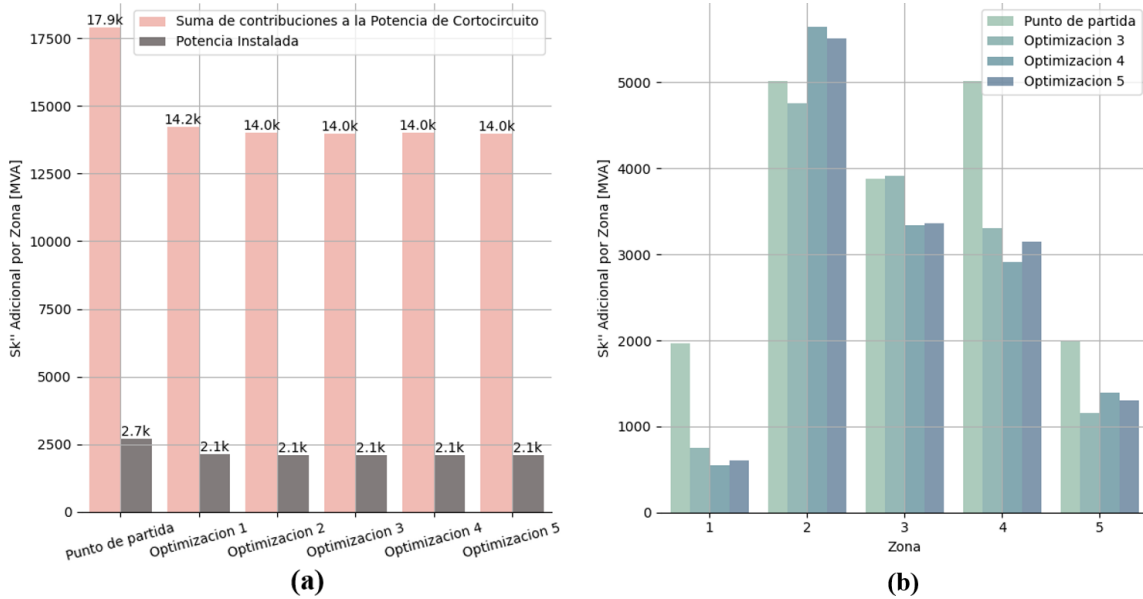 17.9k
Suma de contribuciones a la Potencia de Cortocircuito
Potencia Instalada
17500
15000
12500
10000
7500
5000
2500
0
Sk'' Adicional por Zona [MVA]
14.2k
14.0k
14.0k
14.0k
14.0k
2.7k
2.1k
2.1k
2.1k
2.1k
2.1k
Punto de partida
Optimizacion 1
Optimizacion 2
Optimizacion 3
Optimizacion 4
Optimizacion 5
(a)
Punto de partida
Optimizacion 3
Optimizacion 4
Optimizacion 5
5000
4000
3000
2000
1000
0
Sk'' Adicional por Zona [MVA]
1
2
3
4
5
Zona
(b)